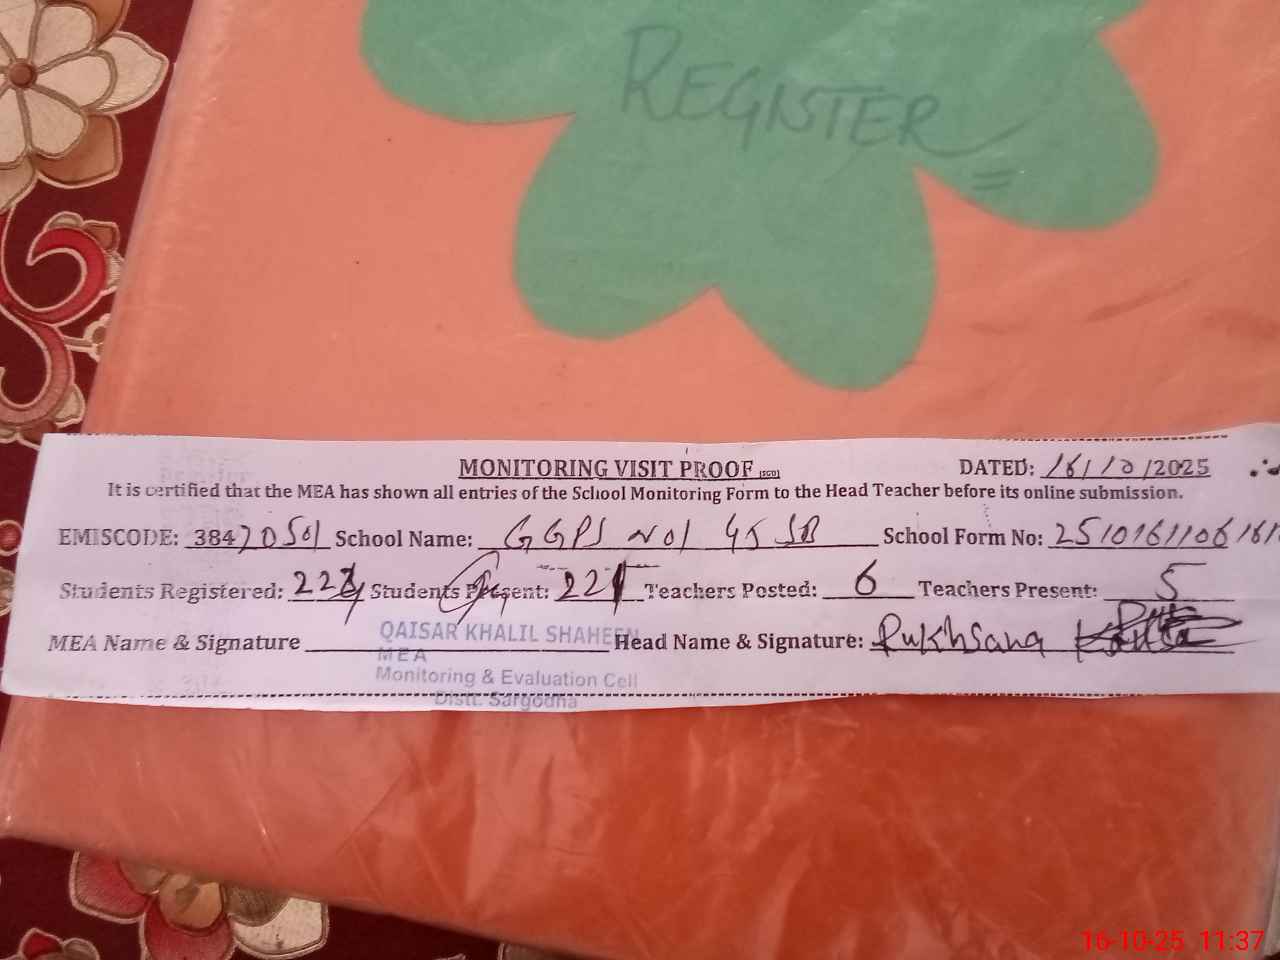 REGISTER
MONITORING VISIT PROOF (SGD) DATED: 16/10/2025
It is certified that the MEA has shown all entries of the School Monitoring Form to the Head Teacher before its online submission.
EMISCODE: 38420501 School Name: GGPS NO1 45 SB School Form No: 2510161106161
Students Registered: Students Present: 221 Teachers Posted: 6 Teachers Present: 5
MEA Name & Signature QAISAR KHALIL SHAHEEN Head Name & Signature: Rukhsana
MEA
Monitoring & Evaluation Cell
Distt. Sargodha
16-10-25 11:37